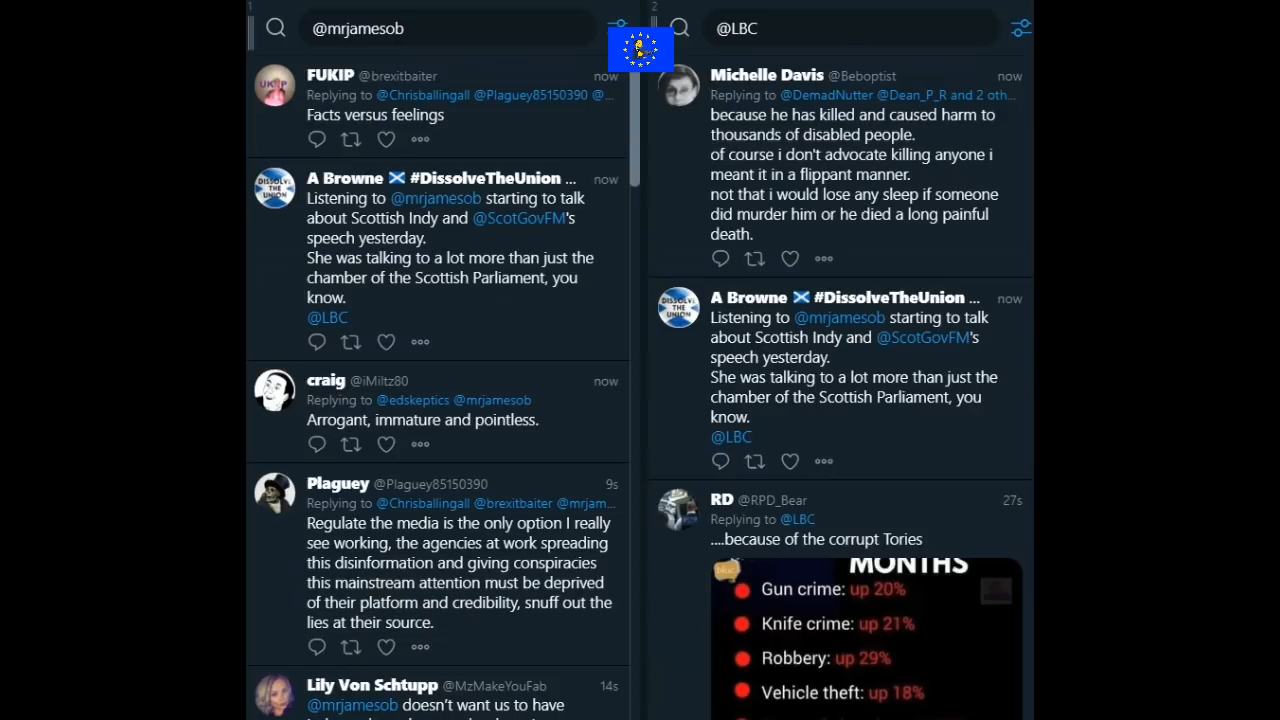 1
@mrjamesob
FUKIP @brexitbaiter now
Replying to @Chrisballingall @Plaguey85150390 @...
Facts versus feelings
A Browne #DissolveTheUnion ... now
DISSOLVE
THE
UNION
Listening to @mrjamesob starting to talk
about Scottish Indy and @ScotGovFM's
speech yesterday.
She was talking to a lot more than just the
chamber of the Scottish Parliament, you
know.
@LBC
craig @iMiltz80 now
Replying to @edskeptics @mrjamesob
Arrogant, immature and pointless.
Plaguey @Plaguey85150390 9s
Replying to @Chrisballingall @brexitbaiter @mrjam...
Regulate the media is the only option I really
see working, the agencies at work spreading
this disinformation and giving conspiracies
this mainstream attention must be deprived
of their platform and credibility, snuff out the
lies at their source.
Lily Von Schtupp @MzMakeYouFab 14s
@mrjamesob doesn't want us to have
2
@LBC
Michelle Davis @Beboptist now
Replying to @DemadNutter @Dean_P_R and 2 oth...
because he has killed and caused harm to
thousands of disabled people.
of course i don't advocate killing anyone i
meant it in a flippant manner.
not that i would lose any sleep if someone
did murder him or he died a long painful
death.
A Browne #DissolveTheUnion ... now
DISSOLVE
THE
UNION
Listening to @mrjamesob starting to talk
about Scottish Indy and @ScotGovFM's
speech yesterday.
She was talking to a lot more than just the
chamber of the Scottish Parliament, you
know.
@LBC
RD @RPD_Bear 27s
Replying to @LBC
....because of the corrupt Tories
MONTHS
Gun crime: up 20%
Knife crime: up 21%
Robbery: up 29%
Vehicle theft: up 18%